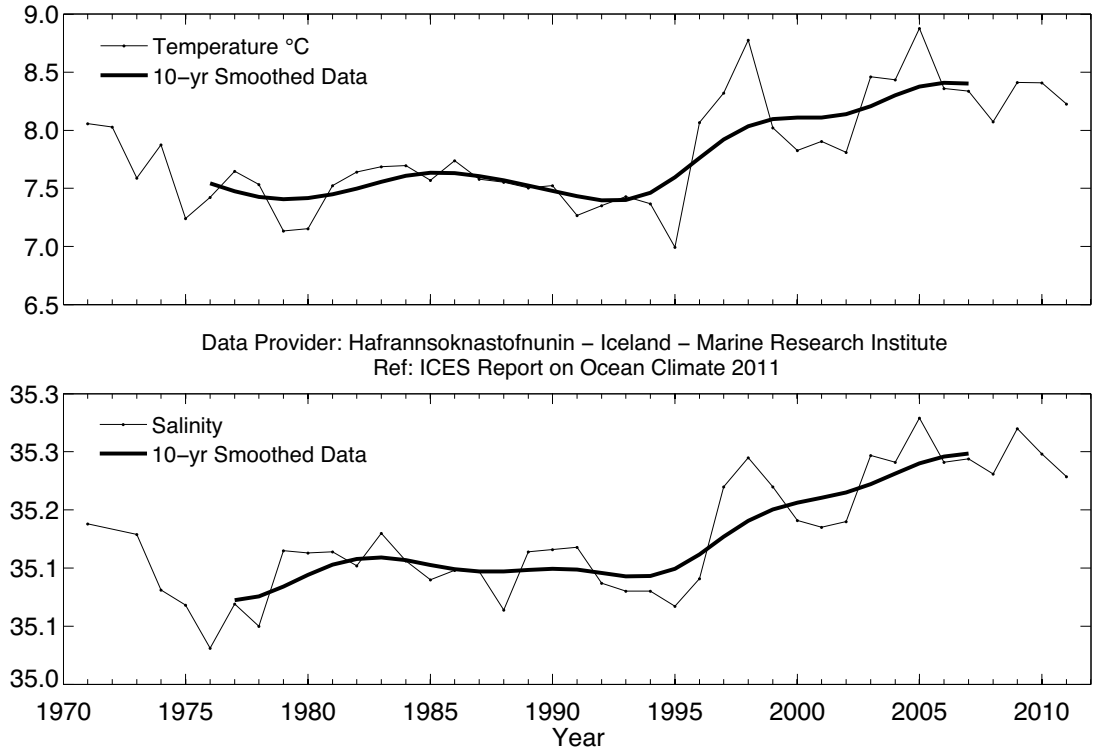 9.0
Temperature °C
8.5
10−yr Smoothed Data
8.0
7.5
7.0
6.5
Data Provider: Hafrannsoknastofnunin − Iceland − Marine Research Institute
Ref: ICES Report on Ocean Climate 2011
35.3
Salinity
35.3
10−yr Smoothed Data
35.2
35.1
35.1
35.0
1970 1975 1980 1985 1990 1995 2000 2005 2010
Year